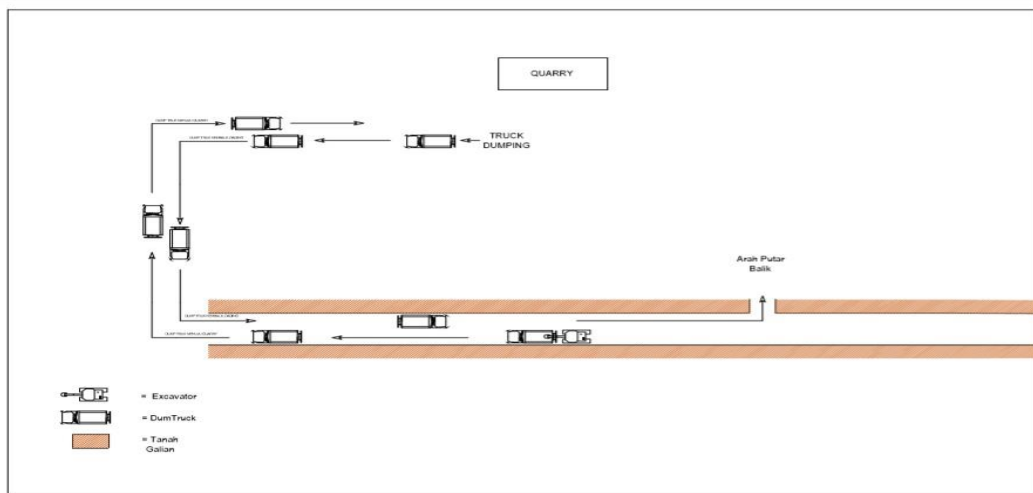 QUARRY
TRUCK
DUMPING
Arah Putar
Balik
= Excavator
= DumTruck
= Tanah
Galian